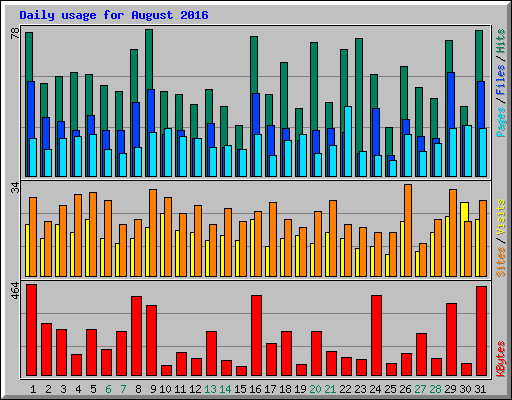 Daily usage for August 2016
78
Pages / Files / Hits
34
Sites / Visits
464
KBytes
1 2 3 4 5 6 7 8 9 10 11 12 13 14 15 16 17 18 19 20 21 22 23 24 25 26 27 28 29 30 31